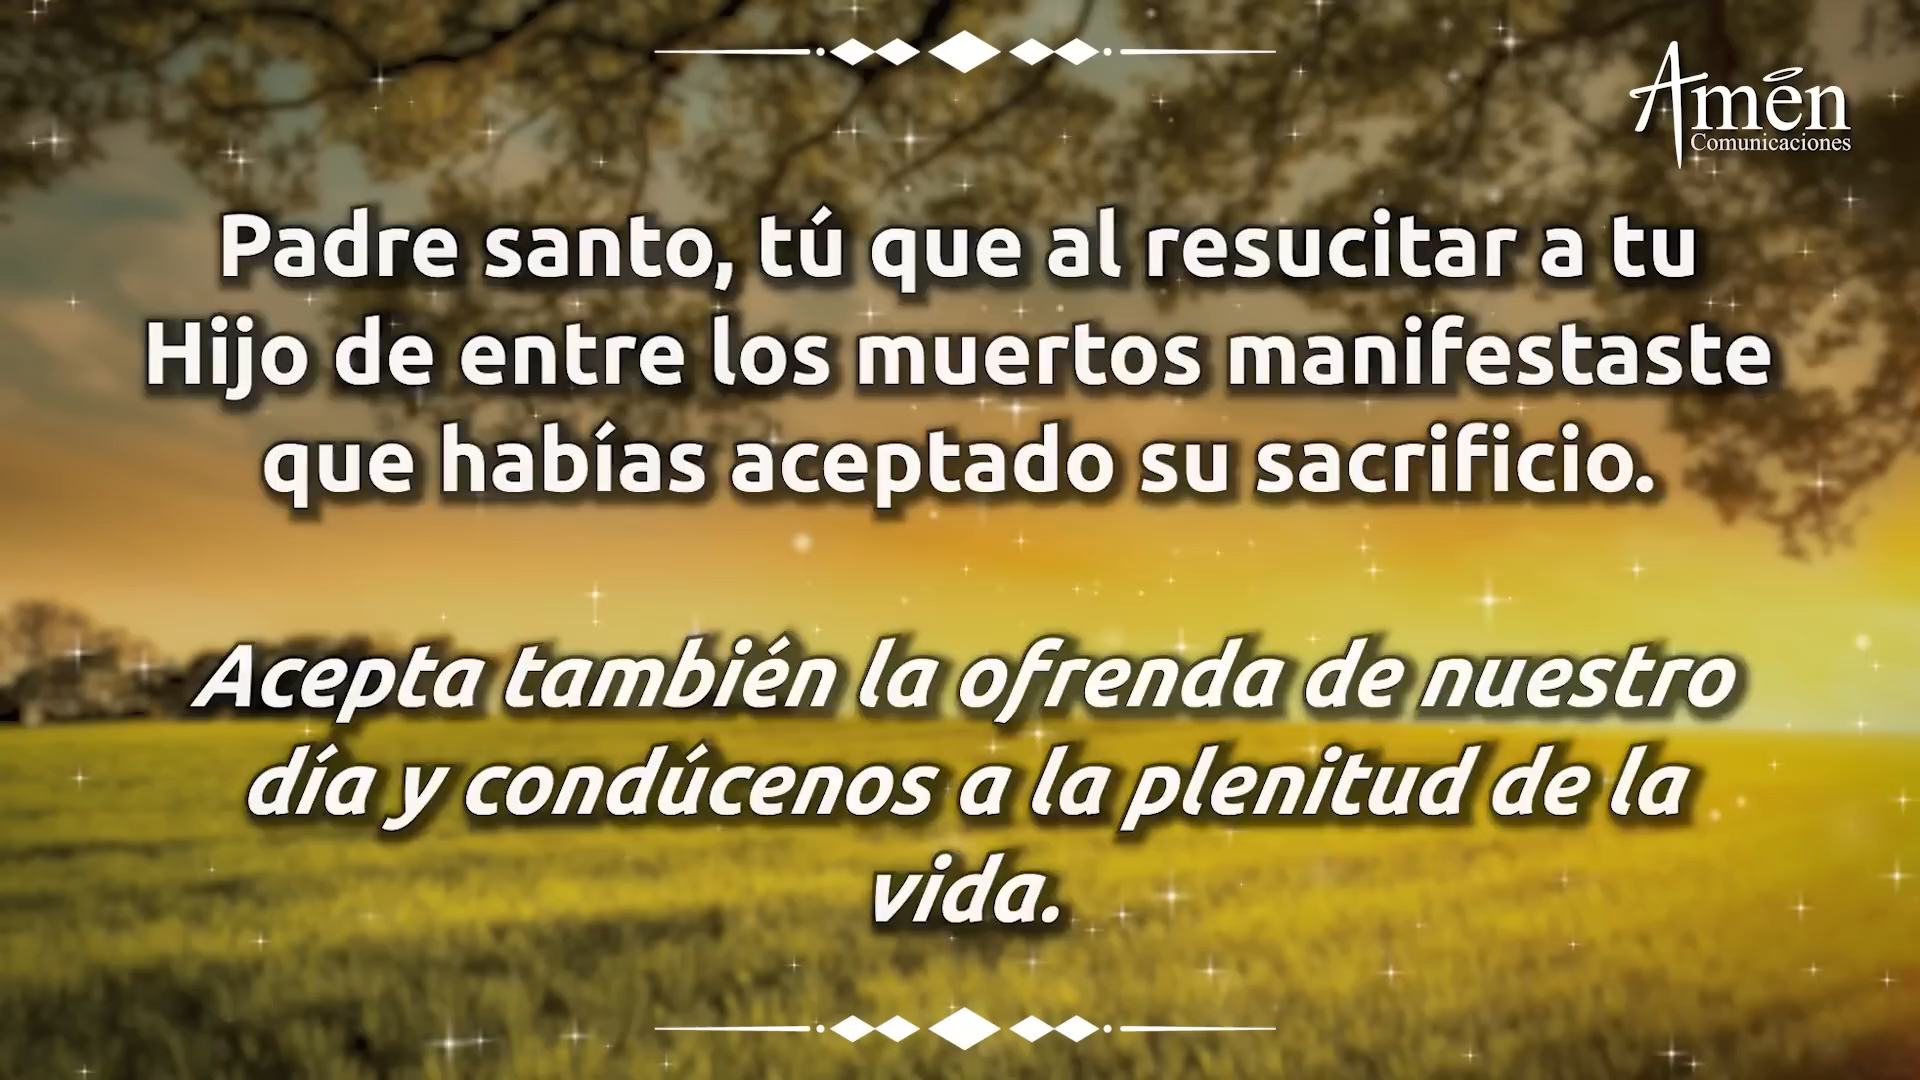 Amén
Comunicaciones
Padre santo, tú que al resucitar a tu
Hijo de entre los muertos manifestaste
que habías aceptado su sacrificio.
Acepta también la ofrenda de nuestro
día y condúcenos a la plenitud de la
vida.